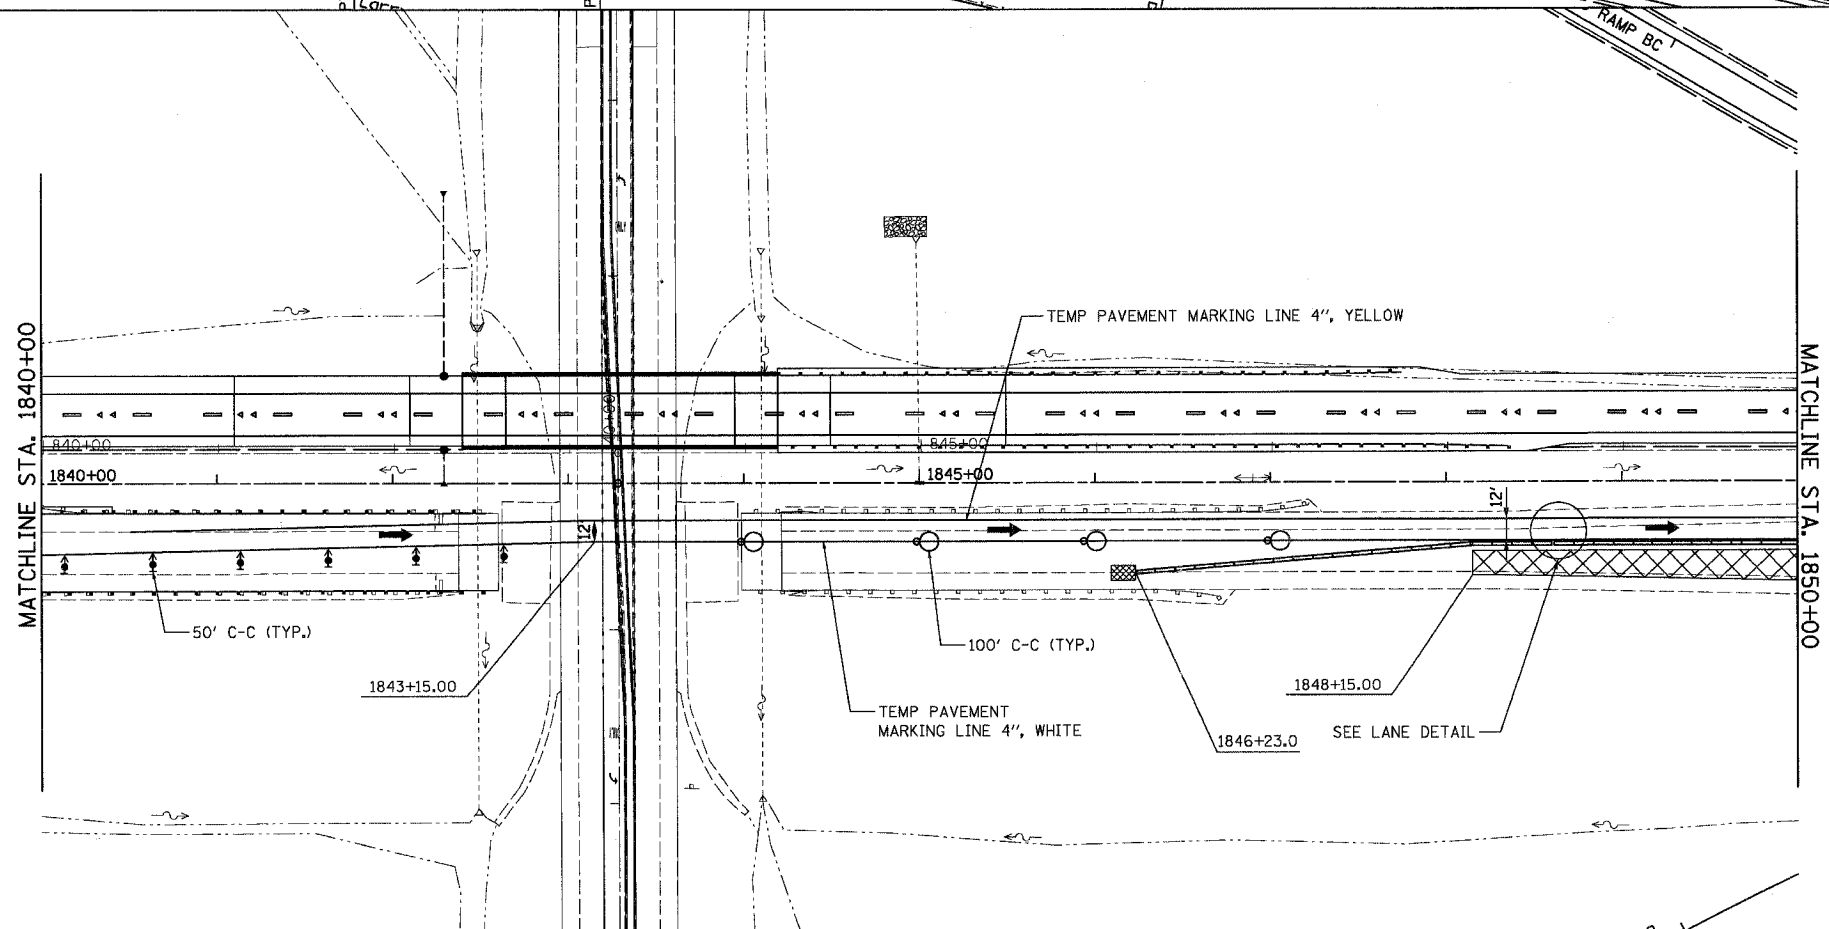 RAMP BC
TEMP PAVEMENT MARKING LINE 4", YELLOW
MATCHLINE STA. 1840+00
MATCHLINE STA. 1850+00
40+00
840+00
845+00
1840+00
1845+00
12'
12'
50' C-C (TYP.)
100' C-C (TYP.)
1843+15.00
1848+15.00
TEMP PAVEMENT
MARKING LINE 4", WHITE
1846+23.0
SEE LANE DETAIL